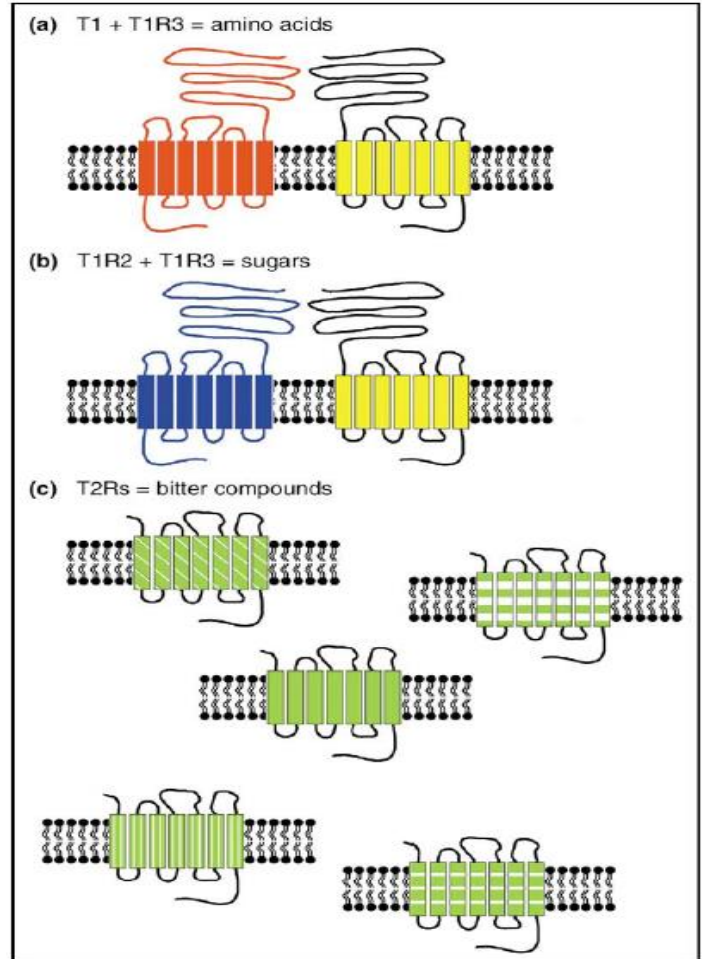 (a) T1 + T1R3 = amino acids
(b) T1R2 + T1R3 = sugars
(c) T2Rs = bitter compounds